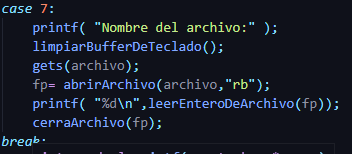 case 7:
printf( "Nombre del archivo:" );
limpiarBufferDeTeclado();
gets(archivo);
fp= abrirArchivo(archivo,"rb");
printf( "%d\n",leerEnteroDeArchivo(fp));
cerraArchivo(fp);
break;